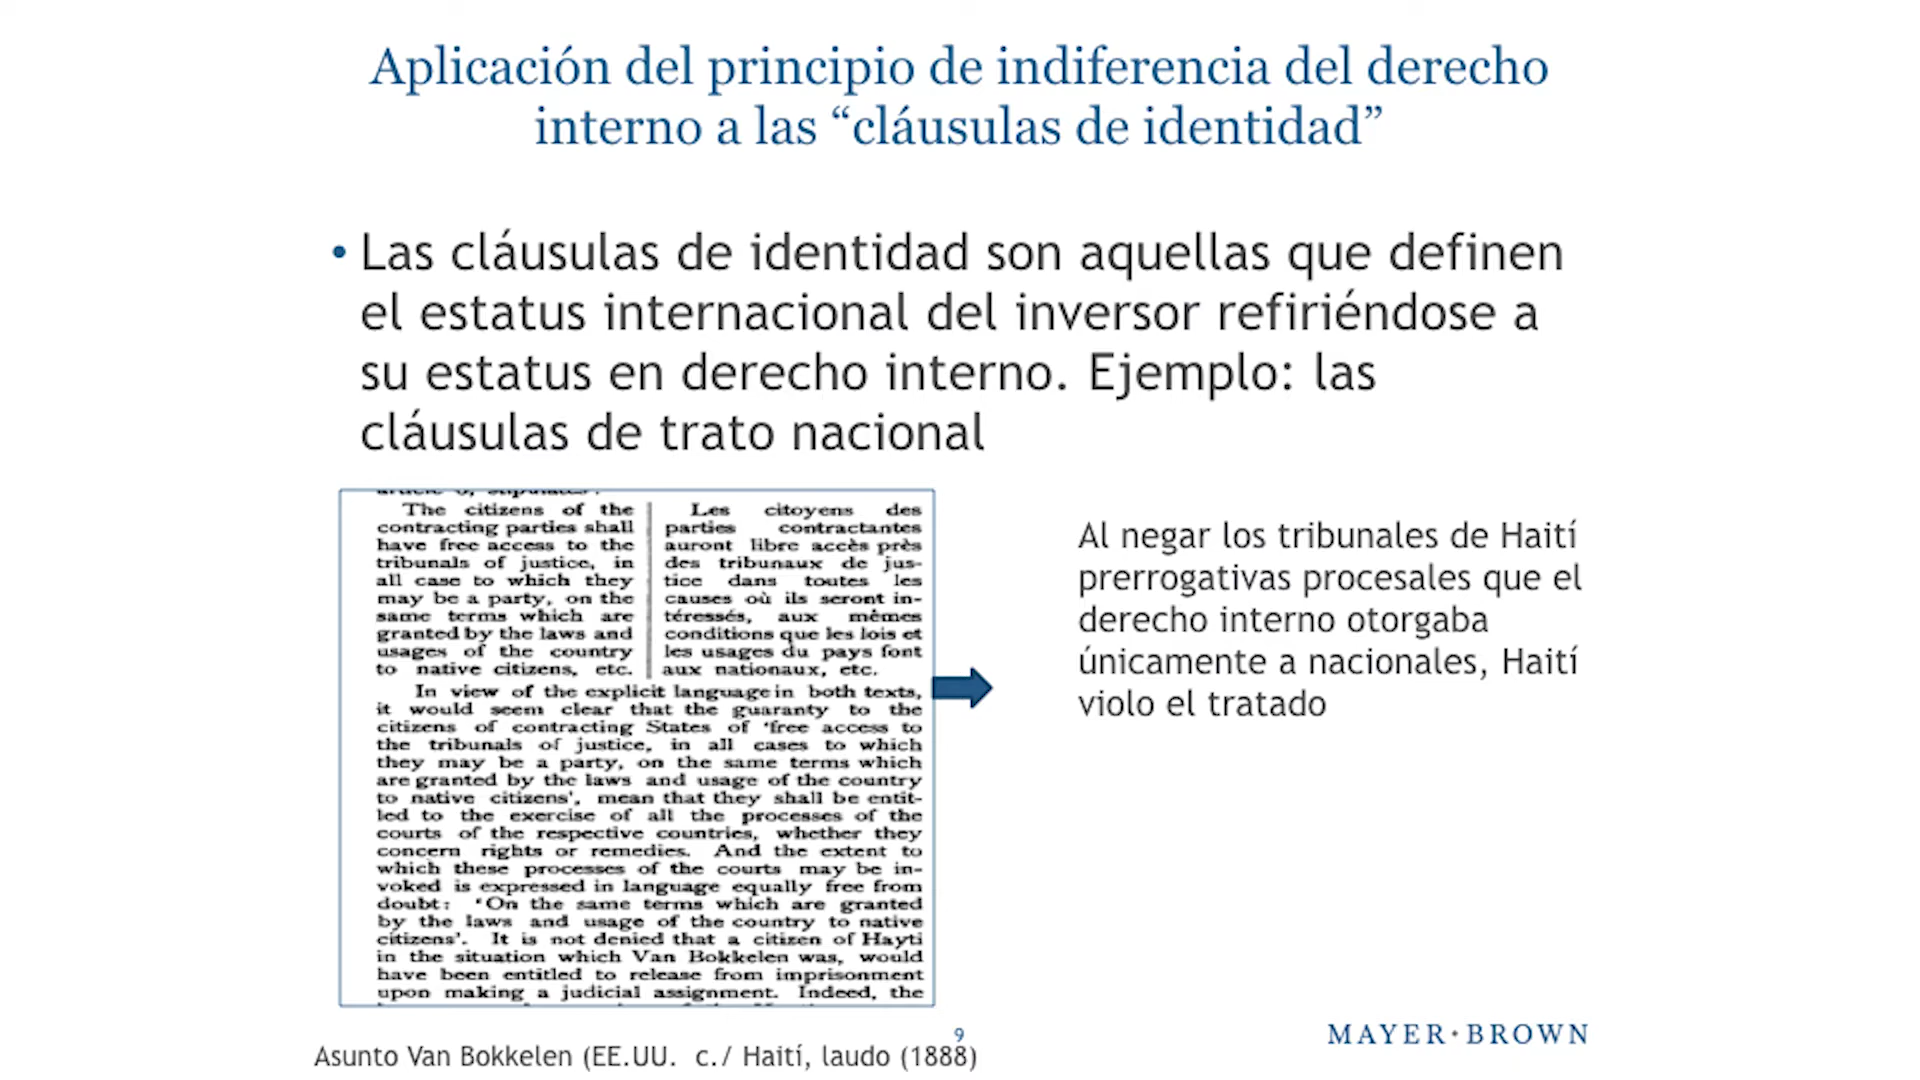 Aplicación del principio de indiferencia del derecho
interno a las “cláusulas de identidad”
• Las cláusulas de identidad son aquellas que definen
el estatus internacional del inversor refiriéndose a
su estatus en derecho interno. Ejemplo: las
cláusulas de trato nacional
The citizens of the
contracting parties shall
have free access to the
tribunals of justice, in
all case to which they
may be a party, on the
same terms which are
granted by the laws and
usages of the country
to native citizens, etc.
Les citoyens des
parties contractantes
auront libre accès près
des tribunaux de jus-
tice dans toutes les
causes où ils seront in-
téressés, aux mêmes
conditions que les lois et
les usages du pays font
aux nationaux, etc.
In view of the explicit language in both texts,
it would seem clear that the guaranty to the
citizens of contracting States of ‘free access to
the tribunals of justice, in all cases to which
they may be a party, on the same terms which
are granted by the laws and usage of the country
to native citizens’, mean that they shall be entit-
led to the exercise of all the processes of the
courts of the respective countries, whether they
concern rights or remedies. And the extent to
which these processes of the courts may be in-
voked is expressed in language equally free from
doubt: ‘On the same terms which are granted
by the laws and usage of the country to native
citizens’. It is not denied that a citizen of Hayti
in the situation which Van Bokkelen was, would
have been entitled to release from imprisonment
upon making a judicial assignment. Indeed, the
Al negar los tribunales de Haití
prerrogativas procesales que el
derecho interno otorgaba
únicamente a nacionales, Haití
violo el tratado
9
Asunto Van Bokkelen (EE.UU. c./ Haití, laudo (1888)
MAYER•BROWN